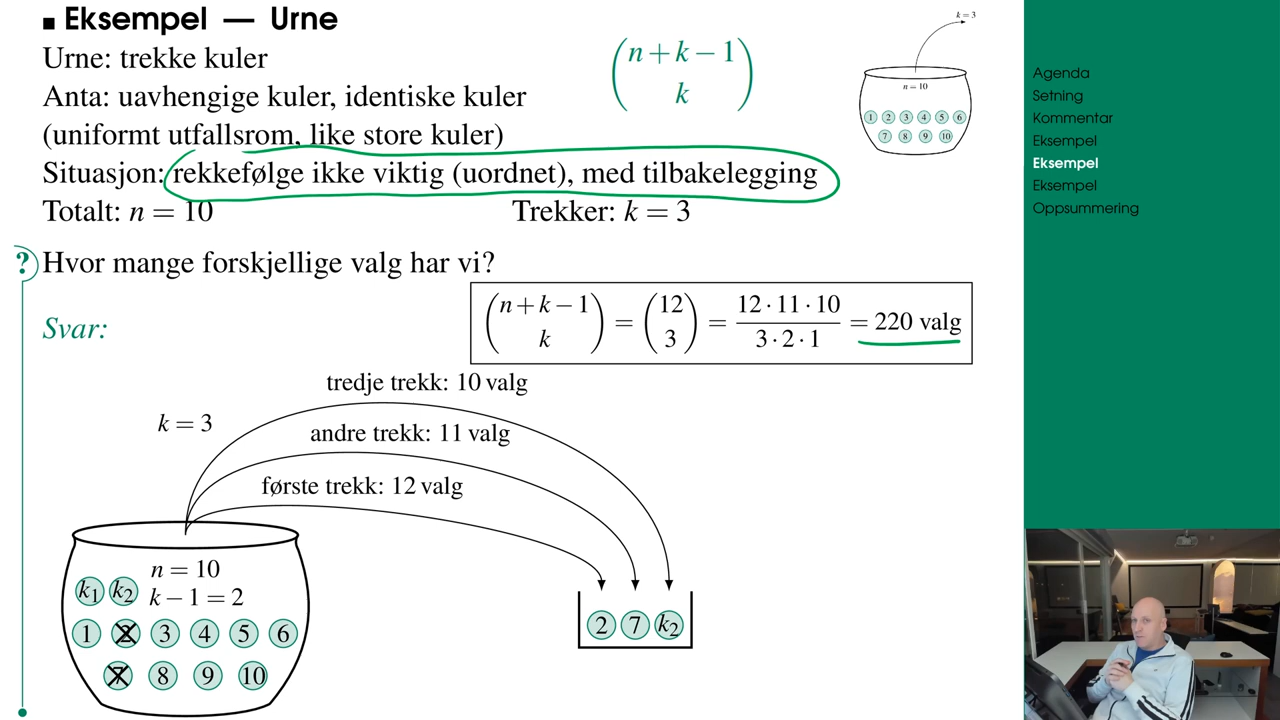 Eksempel — Urne
Urne: trekke kuler
Anta: uavhengige kuler, identiske kuler
(uniformt utfallsrom, like store kuler)
Situasjon: rekkefølge ikke viktig (uordnet), med tilbakelegging
Totalt: n = 10
Trekker: k = 3
(n + k − 1
k)
k = 3
n = 10
1 2 3 4 5 6
7 8 9 10
? Hvor mange forskjellige valg har vi?
Svar:
(n + k − 1
k) = (12
3) = 12 · 11 · 10
3 · 2 · 1 = 220 valg
tredje trekk: 10 valg
k = 3
andre trekk: 11 valg
første trekk: 12 valg
n = 10
k1 k2 k − 1 = 2
1 2 3 4 5 6
7 8 9 10
2 7 k2
Agenda
Setning
Kommentar
Eksempel
Eksempel
Eksempel
Oppsummering